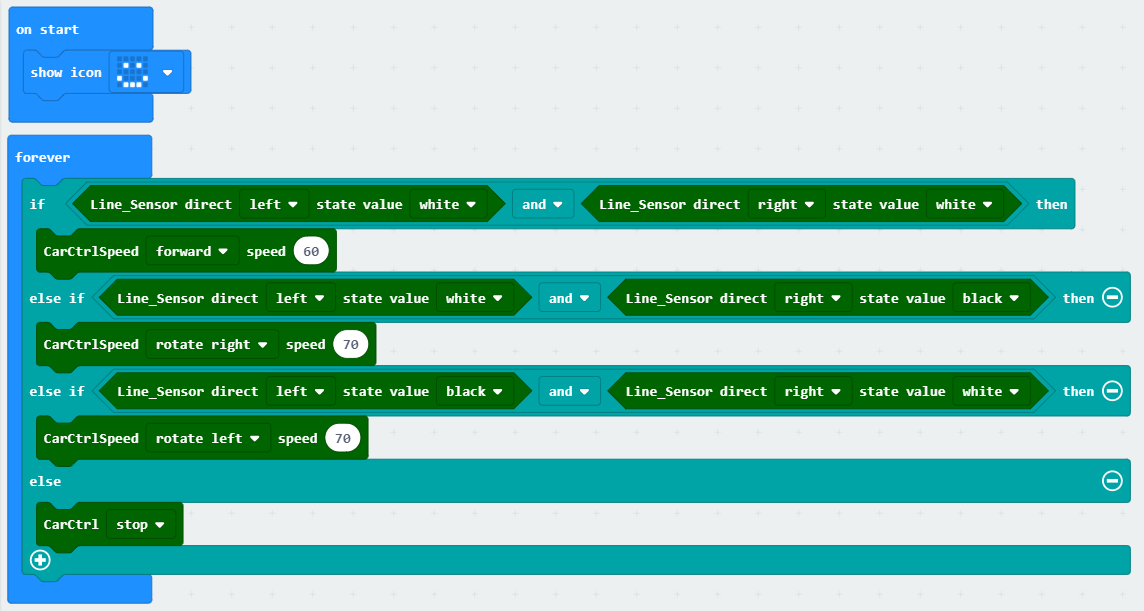 on start
show icon
forever
if Line_Sensor direct left state value white and Line_Sensor direct right state value white then
CarCtrlSpeed forward speed 60
else if Line_Sensor direct left state value white and Line_Sensor direct right state value black then
CarCtrlSpeed rotate right speed 70
else if Line_Sensor direct left state value black and Line_Sensor direct right state value white then
CarCtrlSpeed rotate left speed 70
else
CarCtrl stop